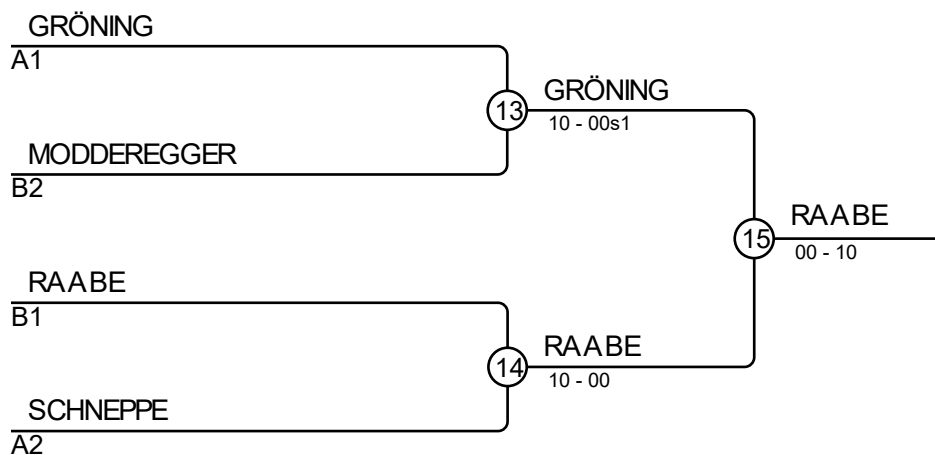 GRÖNING
A1
13
GRÖNING
10 - 00s1
MODDEREGGER
B2
15
RAABE
00 - 10
RAABE
B1
14
RAABE
10 - 00
SCHNEPPE
A2